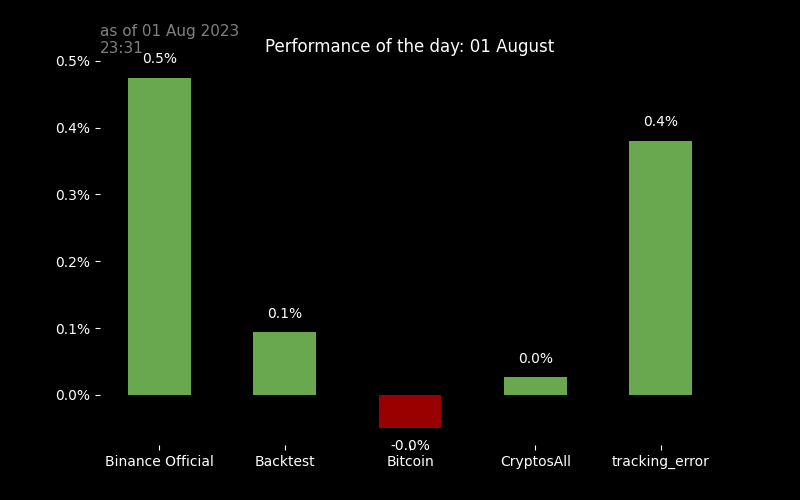 as of 01 Aug 2023
23:31
Performance of the day: 01 August
0.5%
0.4%
0.3%
0.2%
0.1%
0.0%
0.5%
0.1%
-0.0%
0.0%
0.4%
Binance Official
Backtest
Bitcoin
CryptosAll
tracking_error